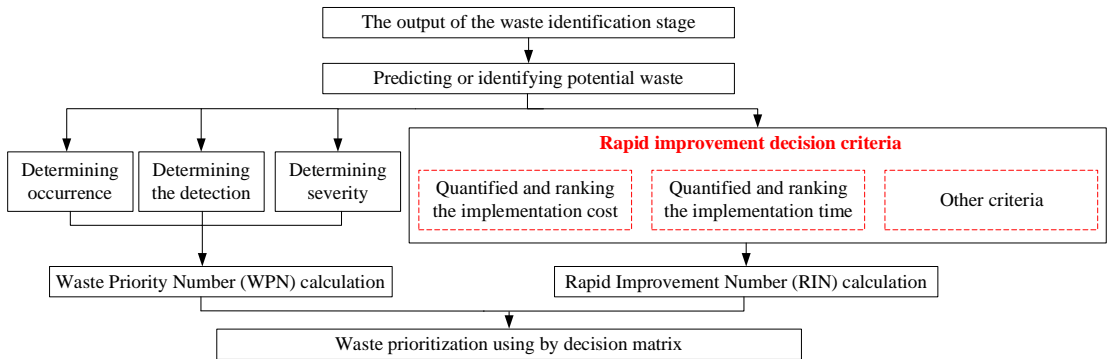 The output of the waste identification stage
Predicting or identifying potential waste
Determining
occurrence
Determining
the detection
Determining
severity
Rapid improvement decision criteria
Quantified and ranking
the implementation cost
Quantified and ranking
the implementation time
Other criteria
Waste Priority Number (WPN) calculation
Rapid Improvement Number (RIN) calculation
Waste prioritization using by decision matrix